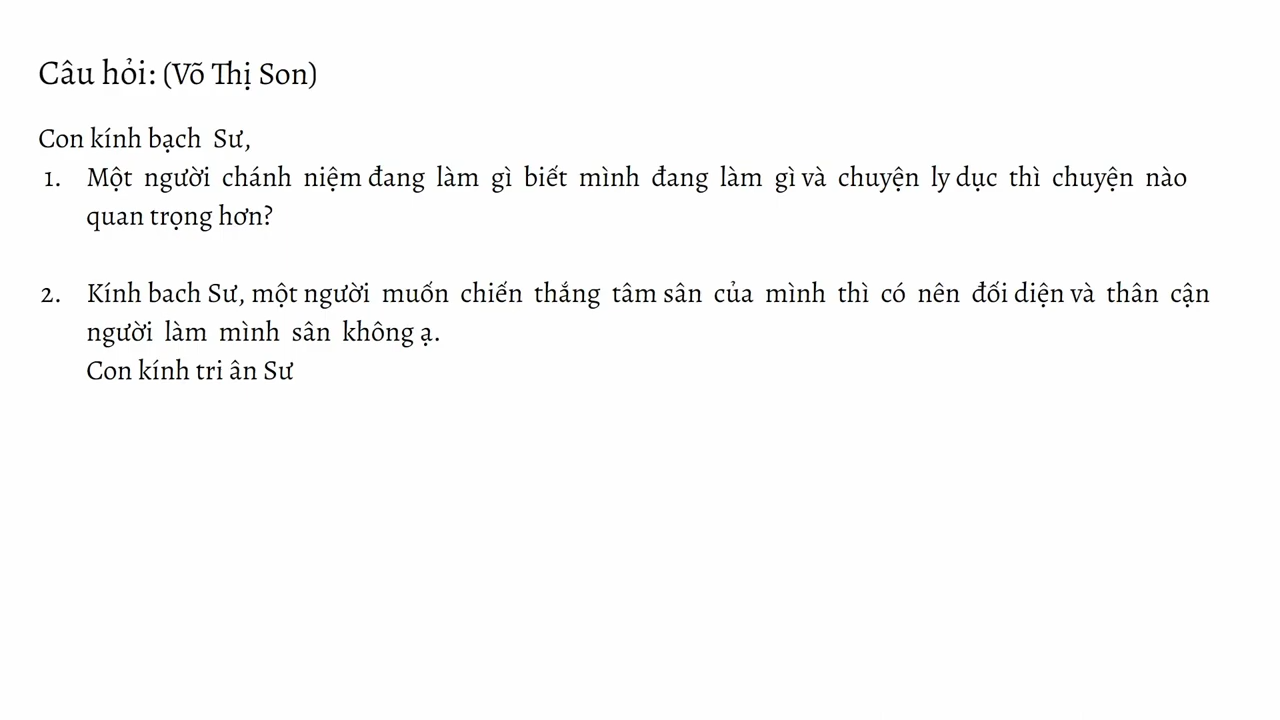 Câu hỏi: (Võ Thị Son)
Con kính bạch Sư,
1. Một người chánh niệm đang làm gì biết mình đang làm gì và chuyện ly dục thì chuyện nào
quan trọng hơn?
2. Kính bach Sư, một người muốn chiến thắng tâm sân của mình thì có nên đối diện và thân cận
người làm mình sân không ạ.
Con kính tri ân Sư